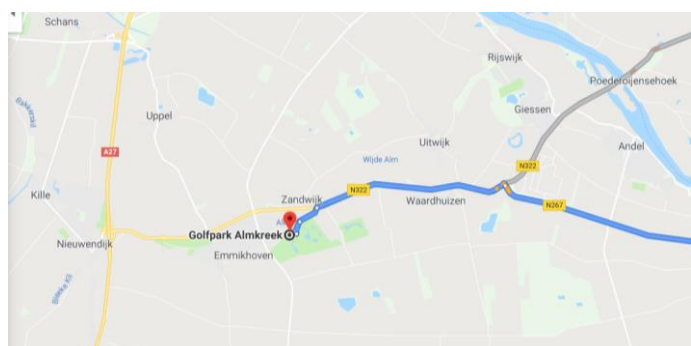 Schans
Rijswijk
Poederoijensehoek
Giessen
Uppel
Uitwijk
Andel
A27
Wijde Alm
N322
Kille
Zandwijk
N322
Waardhuizen
N267
Golfpark Almkreek
Nieuwendijk
Emmikhoven